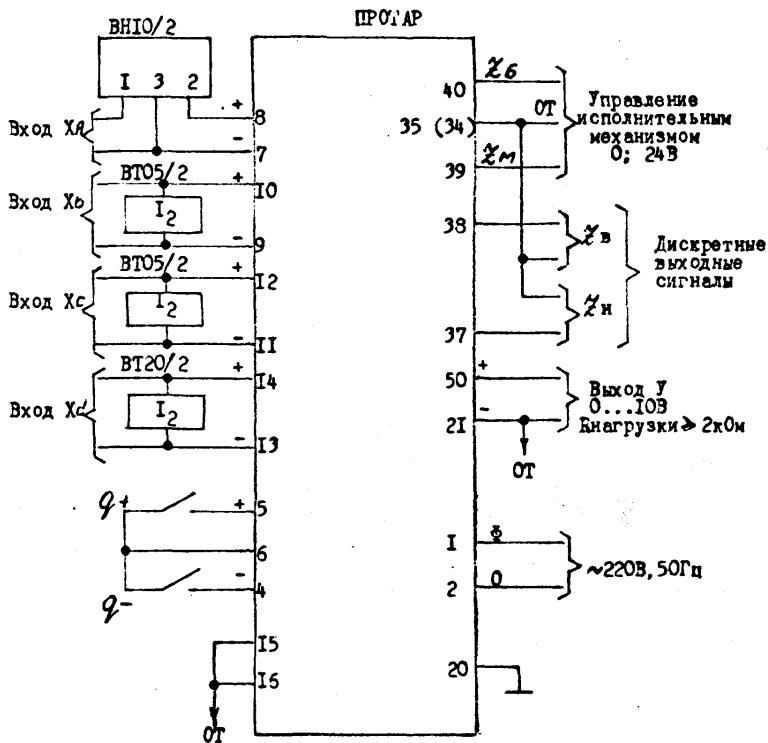 ПРОТАР
ВН10/2
1 3 2
Вход Xa
+
8
-
7
ВТ05/2
Вход Xb
I2
+
10
-
9
ВТ05/2
Вход Xc
I2
+
12
-
11
ВТ20/2
Вход Xd
I2
+
14
-
13
q+
+
5
6
q-
-
4
15
16
ОТ
40
Zб
35 (34)
ОТ
39
Zм
Управление
исполнительным
механизмом
0; 24В
38
Zв
Zн
37
Дискретные
выходные
сигналы
50
+
21
-
ОТ
Выход У
0...10В
Rнагрузки ⩾ 2кОм
1
Ф
2
0
~220В, 50Гц
20